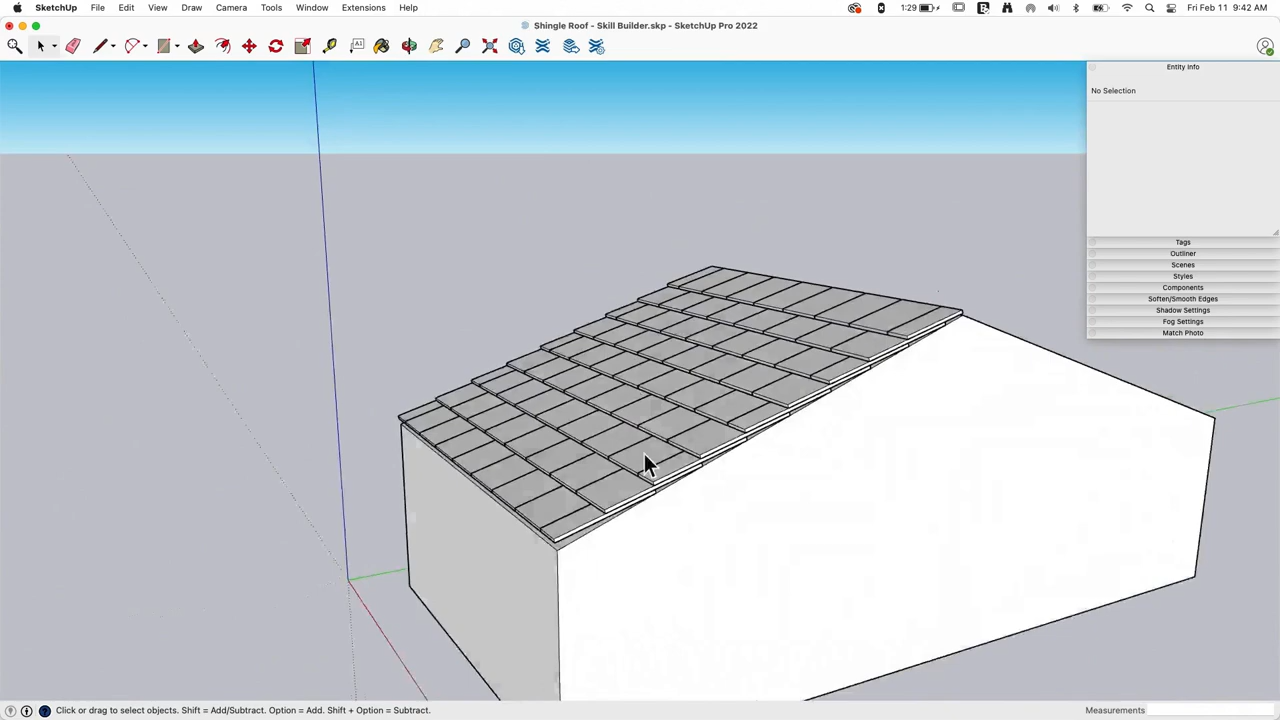 SketchUp File Edit View Draw Camera Tools Window Extensions Help 1:29 Fri Feb 11 9:42 AM
Shingle Roof - Skill Builder.skp - SketchUp Pro 2022
Entity Info
No Selection
Tags
Outliner
Scenes
Styles
Components
Soften/Smooth Edges
Shadow Settings
Fog Settings
Match Photo
Click or drag to select objects. Shift = Add/Subtract. Option = Add. Shift + Option = Subtract. Measurements